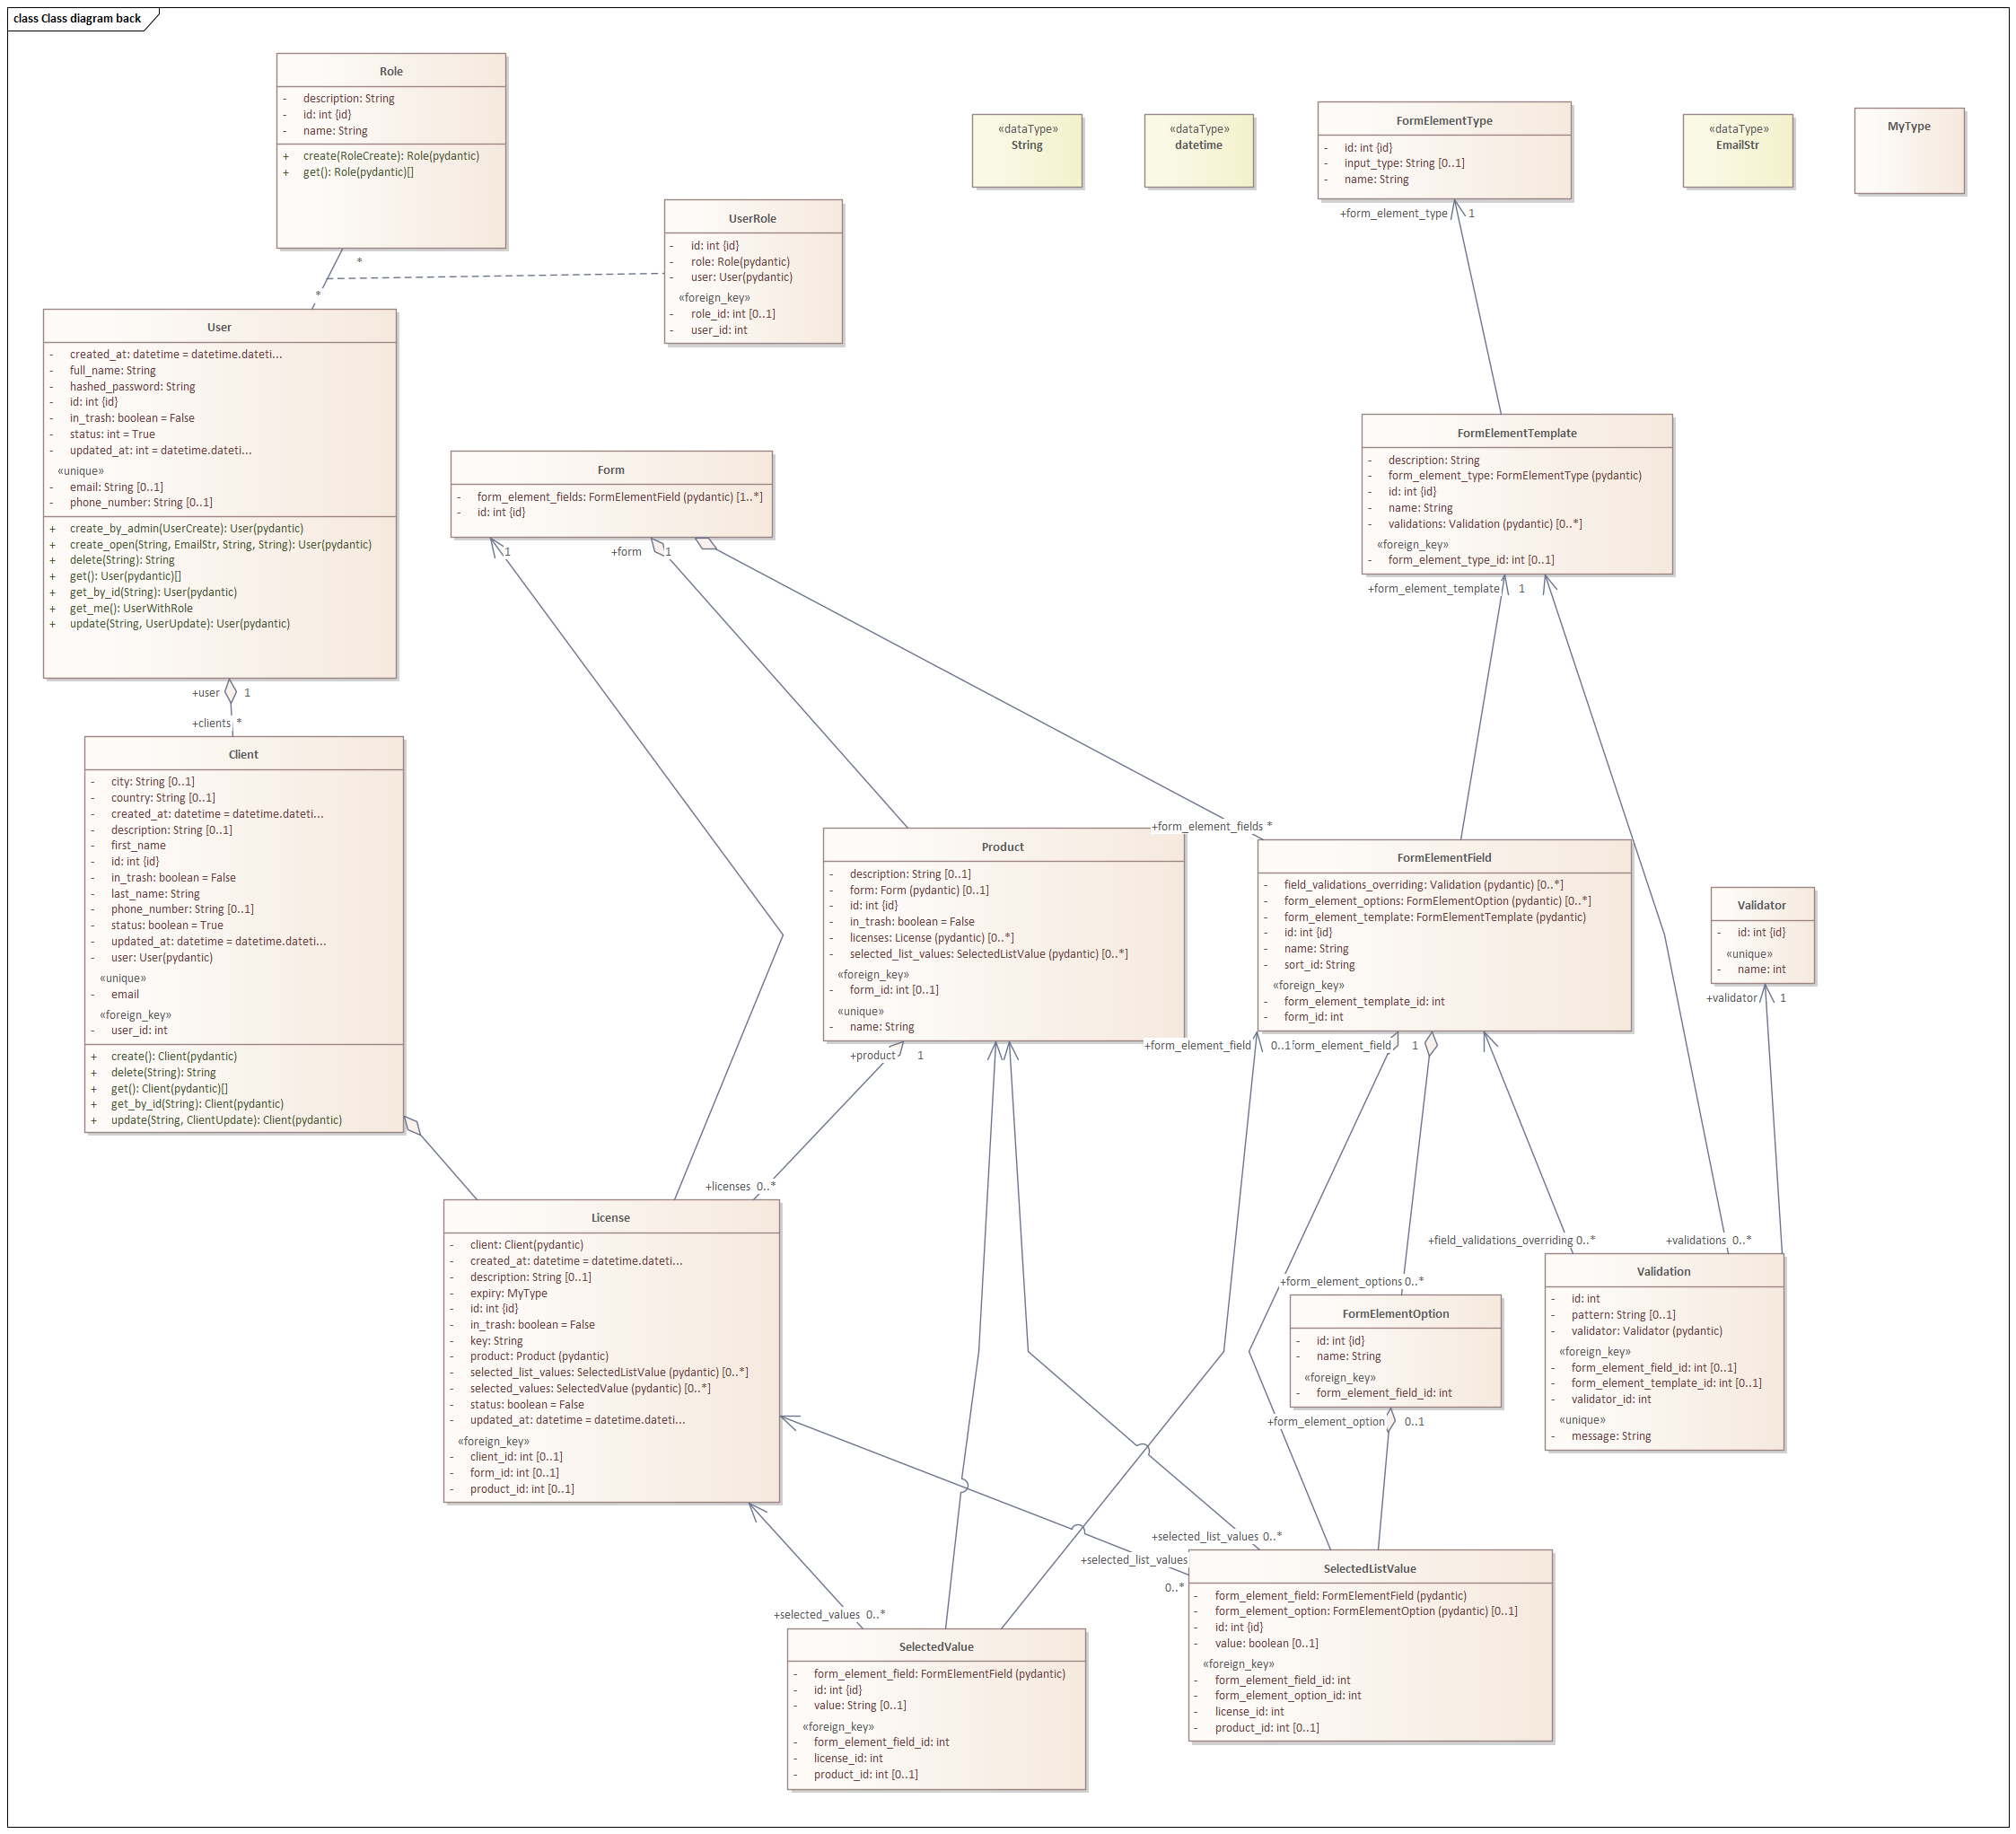 class Class diagram back
Role
- description: String
- id: int {id}
- name: String
+ create(RoleCreate): Role(pydantic)
+ get(): Role(pydantic)[]
*
*
UserRole
- id: int {id}
- role: Role(pydantic)
- user: User(pydantic)
«foreign_key»
- role_id: int [0..1]
- user_id: int
«dataType»
String
«dataType»
datetime
FormElementType
- id: int {id}
- input_type: String [0..1]
- name: String
+form_element_type 1
«dataType»
EmailStr
MyType
User
- created_at: datetime = datetime.dateti...
- full_name: String
- hashed_password: String
- id: int {id}
- in_trash: boolean = False
- status: int = True
- updated_at: int = datetime.dateti...
«unique»
- email: String [0..1]
- phone_number: String [0..1]
+ create_by_admin(UserCreate): User(pydantic)
+ create_open(String, EmailStr, String, String): User(pydantic)
+ delete(String): String
+ get(): User(pydantic)[]
+ get_by_id(String): User(pydantic)
+ get_me(): UserWithRole
+ update(String, UserUpdate): User(pydantic)
+user 1
+clients *
Form
- form_element_fields: FormElementField (pydantic) [1..*]
- id: int {id}
1
+form 1
FormElementTemplate
- description: String
- form_element_type: FormElementType (pydantic)
- id: int {id}
- name: String
- validations: Validation (pydantic) [0..*]
«foreign_key»
- form_element_type_id: int [0..1]
+form_element_template 1
Client
- city: String [0..1]
- country: String [0..1]
- created_at: datetime = datetime.dateti...
- description: String [0..1]
- first_name
- id: int {id}
- in_trash: boolean = False
- last_name: String
- phone_number: String [0..1]
- status: boolean = True
- updated_at: datetime = datetime.dateti...
- user: User(pydantic)
«unique»
- email
«foreign_key»
- user_id: int
+ create(): Client(pydantic)
+ delete(String): String
+ get(): Client(pydantic)[]
+ get_by_id(String): Client(pydantic)
+ update(String, ClientUpdate): Client(pydantic)
Product
- description: String [0..1]
- form: Form (pydantic) [0..1]
- id: int {id}
- in_trash: boolean = False
- licenses: License (pydantic) [0..*]
- selected_list_values: SelectedListValue (pydantic) [0..*]
«foreign_key»
- form_id: int [0..1]
«unique»
- name: String
+product 1
+form_element_fields *
FormElementField
- field_validations_overriding: Validation (pydantic) [0..*]
- form_element_options: FormElementOption (pydantic) [0..*]
- form_element_template: FormElementTemplate (pydantic)
- id: int {id}
- name: String
- sort_id: String
«foreign_key»
- form_element_template_id: int
- form_id: int
+form_element_field 0..1
form_element_field 1
Validator
- id: int {id}
«unique»
- name: int
+validator 1
+licenses 0..*
License
- client: Client(pydantic)
- created_at: datetime = datetime.dateti...
- description: String [0..1]
- expiry: MyType
- id: int {id}
- in_trash: boolean = False
- key: String
- product: Product (pydantic)
- selected_list_values: SelectedListValue (pydantic) [0..*]
- selected_values: SelectedValue (pydantic) [0..*]
- status: boolean = False
- updated_at: datetime = datetime.dateti...
«foreign_key»
- client_id: int [0..1]
- form_id: int [0..1]
- product_id: int [0..1]
+form_element_options 0..*
FormElementOption
- id: int {id}
- name: String
«foreign_key»
- form_element_field_id: int
+form_element_option 0..1
+field_validations_overriding 0..*
+validations 0..*
Validation
- id: int
- pattern: String [0..1]
- validator: Validator (pydantic)
«foreign_key»
- form_element_field_id: int [0..1]
- form_element_template_id: int [0..1]
- validator_id: int
«unique»
- message: String
+selected_list_values 0..*
+selected_list_values
0..*
+selected_values 0..*
SelectedValue
- form_element_field: FormElementField (pydantic)
- id: int {id}
- value: String [0..1]
«foreign_key»
- form_element_field_id: int
- license_id: int
- product_id: int [0..1]
SelectedListValue
- form_element_field: FormElementField (pydantic)
- form_element_option: FormElementOption (pydantic) [0..1]
- id: int {id}
- value: boolean [0..1]
«foreign_key»
- form_element_field_id: int
- form_element_option_id: int
- license_id: int
- product_id: int [0..1]